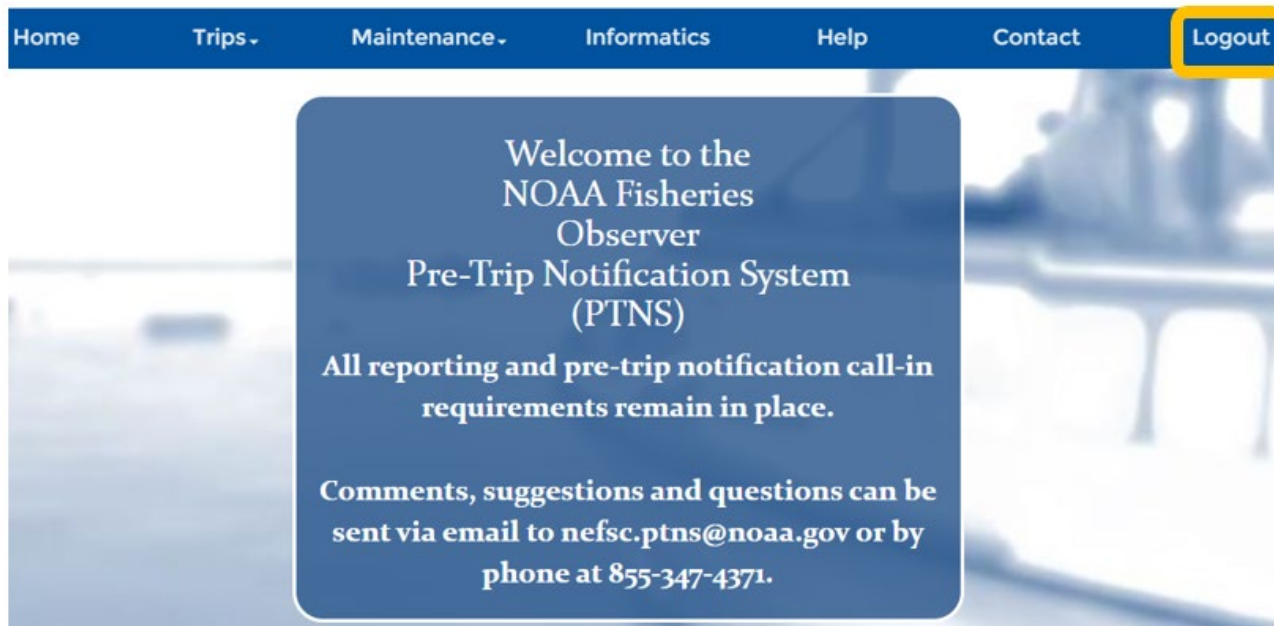 Home Trips Maintenance Informatics Help Contact Logout
Welcome to the
NOAA Fisheries
Observer
Pre-Trip Notification System
(PTNS)
All reporting and pre-trip notification call-in
requirements remain in place.
Comments, suggestions and questions can be
sent via email to nefsc.ptns@noaa.gov or by
phone at 855-347-4371.